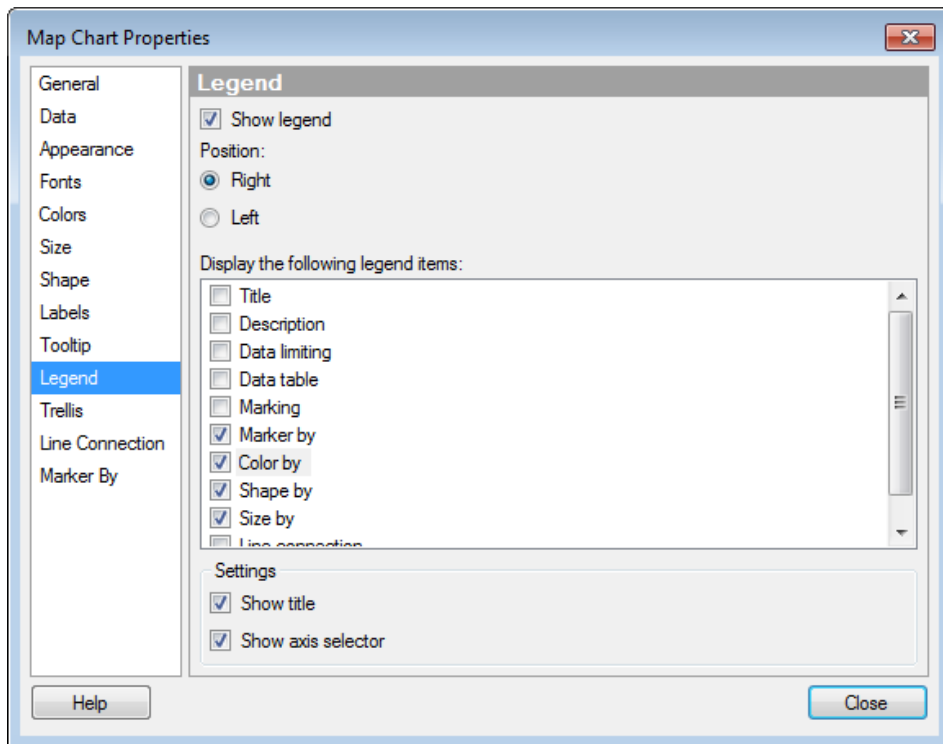 Map Chart Properties
General
Data
Appearance
Fonts
Colors
Size
Shape
Labels
Tooltip
Legend
Trellis
Line Connection
Marker By
Legend
Show legend
Position:
Right
Left
Display the following legend items:
Title
Description
Data limiting
Data table
Marking
Marker by
Color by
Shape by
Size by
Line connection
Settings
Show title
Show axis selector
Help
Close